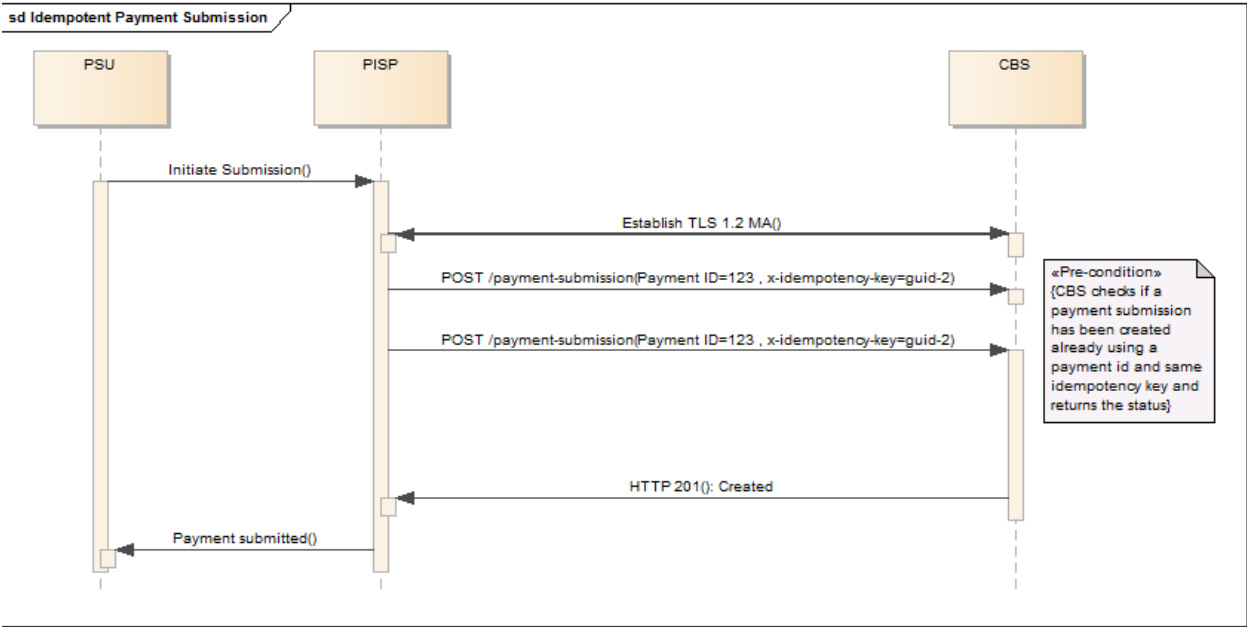 sd Idempotent Payment Submission
PSU
PISP
CBS
Initiate Submission()
Establish TLS 1.2 MA()
POST /payment-submission(Payment ID=123 , x-idempotency-key=guid-2)
«Pre-condition»
{CBS checks if a
payment submission
has been created
already using a
payment id and same
idempotency key and
returns the status}
POST /payment-submission(Payment ID=123 , x-idempotency-key=guid-2)
HTTP 201(): Created
Payment submitted()